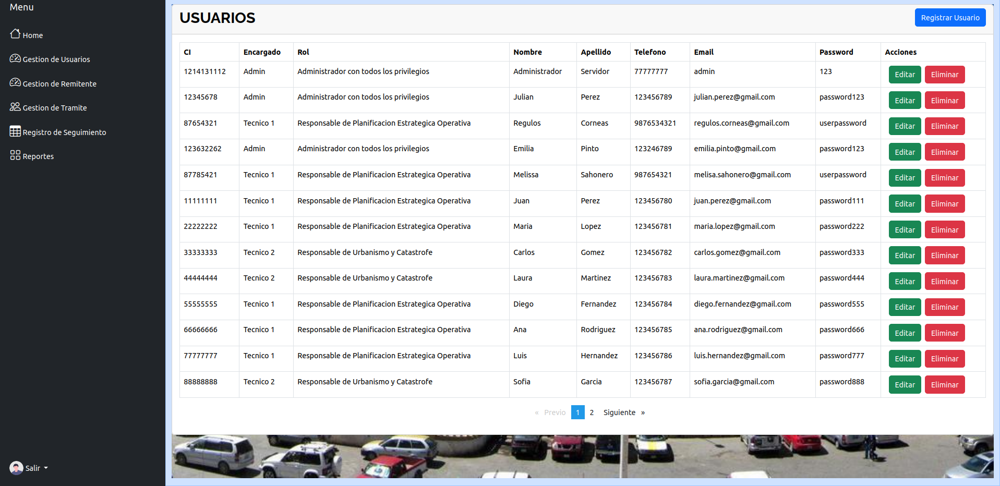 Menu
Home
Gestion de Usuarios
Gestion de Remitente
Gestion de Tramite
Registro de Seguimiento
Reportes
Salir
USUARIOS
Registrar Usuario
CI Encargado Rol Nombre Apellido Telefono Email Password Acciones
1214131112 Admin Administrador con todos los privilegios Administrador Servidor 77777777 admin 123 Editar Eliminar
12345678 Admin Administrador con todos los privilegios Julian Perez 123456789 julian.perez@gmail.com password123 Editar Eliminar
87654321 Tecnico 1 Responsable de Planificacion Estrategica Operativa Regulos Corneas 9876534321 regulos.corneas@gmail.com userpassword Editar Eliminar
123632262 Admin Administrador con todos los privilegios Emilia Pinto 123246789 emilia.pinto@gmail.com password123 Editar Eliminar
87785421 Tecnico 1 Responsable de Planificacion Estrategica Operativa Melissa Sahonero 987654321 melisa.sahonero@gmail.com userpassword Editar Eliminar
11111111 Tecnico 1 Responsable de Planificacion Estrategica Operativa Juan Perez 123456780 juan.perez@gmail.com password111 Editar Eliminar
22222222 Tecnico 1 Responsable de Planificacion Estrategica Operativa Maria Lopez 123456781 maria.lopez@gmail.com password222 Editar Eliminar
33333333 Tecnico 2 Responsable de Urbanismo y Catastrofe Carlos Gomez 123456782 carlos.gomez@gmail.com password333 Editar Eliminar
44444444 Tecnico 2 Responsable de Urbanismo y Catastrofe Laura Martinez 123456783 laura.martinez@gmail.com password444 Editar Eliminar
55555555 Tecnico 1 Responsable de Planificacion Estrategica Operativa Diego Fernandez 123456784 diego.fernandez@gmail.com password555 Editar Eliminar
66666666 Tecnico 1 Responsable de Planificacion Estrategica Operativa Ana Rodriguez 123456785 ana.rodriguez@gmail.com password666 Editar Eliminar
77777777 Tecnico 1 Responsable de Planificacion Estrategica Operativa Luis Hernandez 123456786 luis.hernandez@gmail.com password777 Editar Eliminar
88888888 Tecnico 2 Responsable de Urbanismo y Catastrofe Sofia Garcia 123456787 sofia.garcia@gmail.com password888 Editar Eliminar
« Previo 1 2 Siguiente »